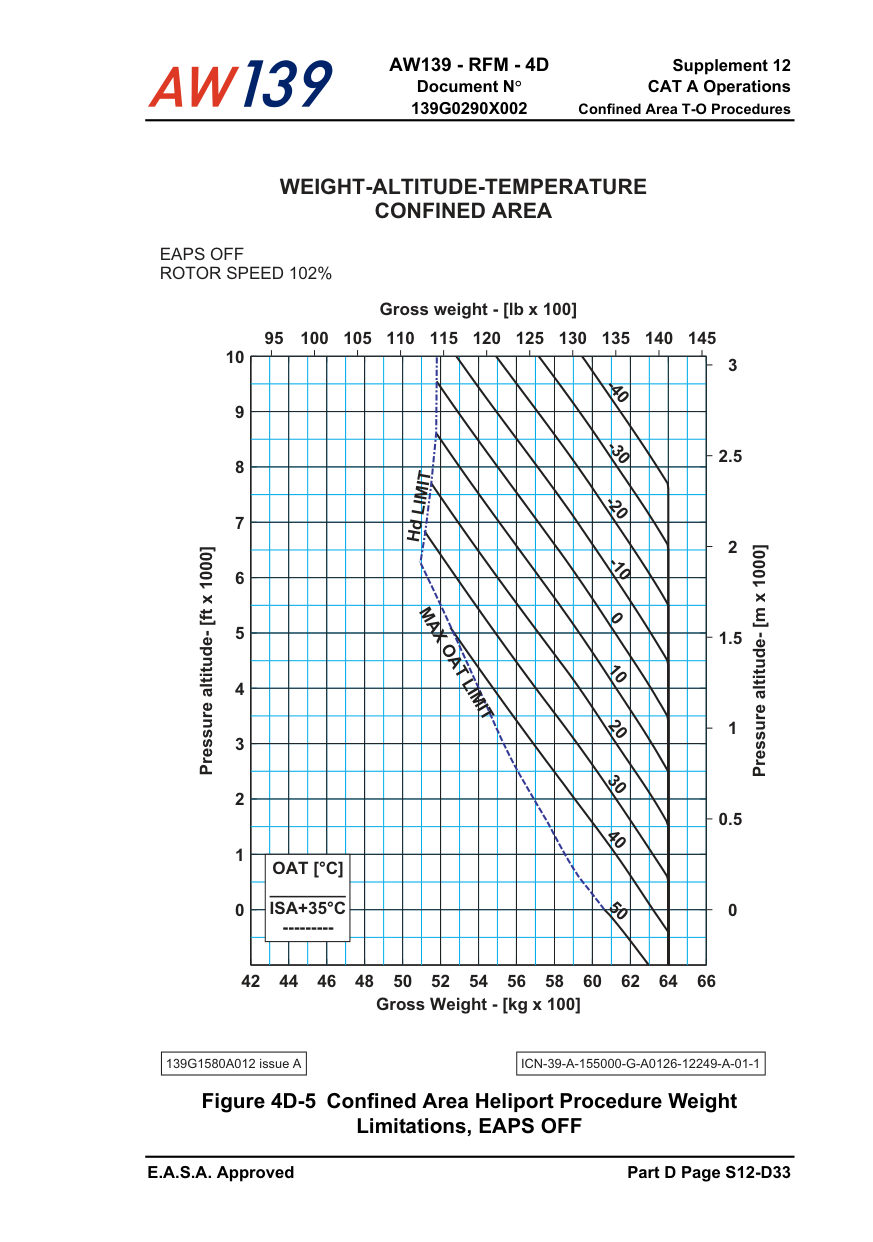 AW139
AW139 - RFM - 4D
Document N°
139G0290X002
Supplement 12
CAT A Operations
Confined Area T-O Procedures
WEIGHT-ALTITUDE-TEMPERATURE
CONFINED AREA
EAPS OFF
ROTOR SPEED 102%
Gross weight - [lb x 100]
95 100 105 110 115 120 125 130 135 140 145
Pressure altitude- [ft x 1000]
10
9
8
7
6
5
4
3
2
1
0
Hd LIMIT
MAX OAT LIMIT
-40
-30
-20
-10
0
10
20
30
40
50
3
2.5
2
1.5
1
0.5
0
Pressure altitude- [m x 1000]
OAT [°C]
ISA+35°C
---------
42 44 46 48 50 52 54 56 58 60 62 64 66
Gross Weight - [kg x 100]
139G1580A012 issue A
ICN-39-A-155000-G-A0126-12249-A-01-1
Figure 4D-5 Confined Area Heliport Procedure Weight
Limitations, EAPS OFF
E.A.S.A. Approved
Part D Page S12-D33